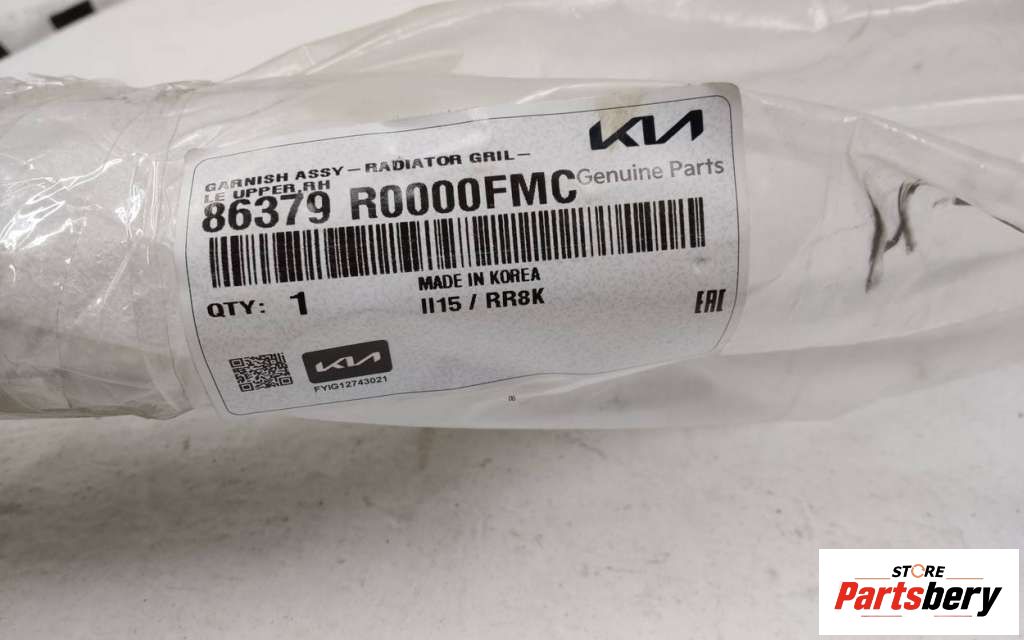 KIA
Genuine Parts
GARNISH ASSY-RADIATOR GRIL-
LE UPPER,RH
86379 R0000FMC
MADE IN KOREA
QTY: 1
II15 / RR8K
EAC
KIA
FYIG12743021
STORE
Partsbery